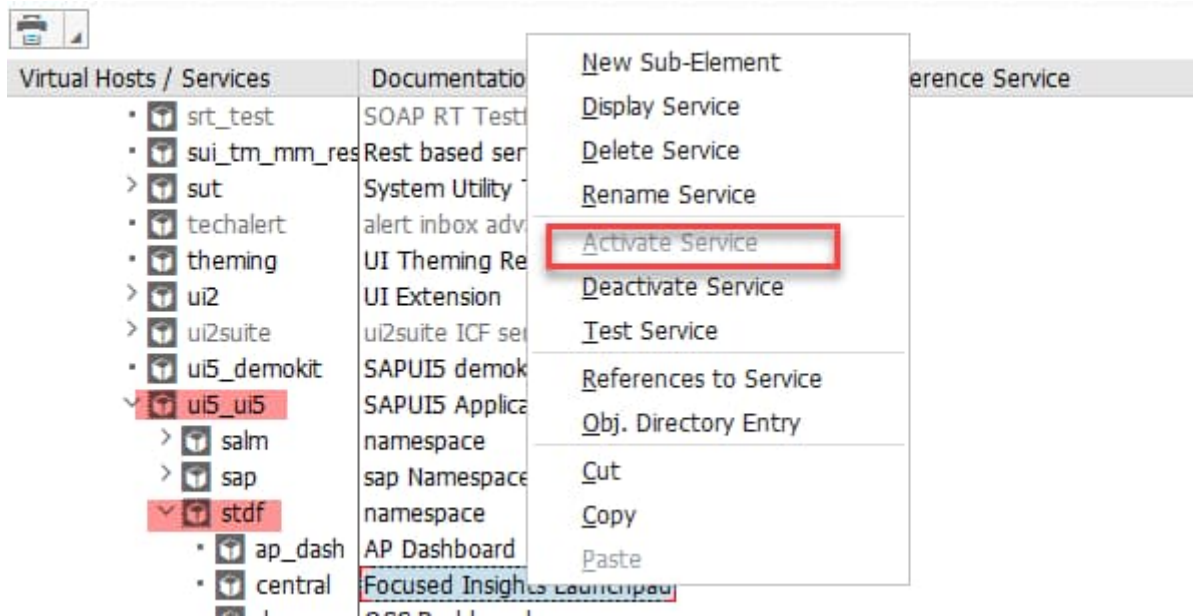 Virtual Hosts / Services Documentatio erence Service
srt_test SOAP RT Test
sui_tm_mm_res Rest based ser
sut System Utility
techalert alert inbox adv
theming UI Theming Re
ui2 UI Extension
ui2suite ui2suite ICF se
ui5_demokit SAPUI5 demok
ui5_ui5 SAPUI5 Applica
salm namespace
sap sap Namespace
stdf namespace
ap_dash AP Dashboard
central Focused Insights Launchpad
New Sub-Element
Display Service
Delete Service
Rename Service
Activate Service
Deactivate Service
Test Service
References to Service
Obj. Directory Entry
Cut
Copy
Paste